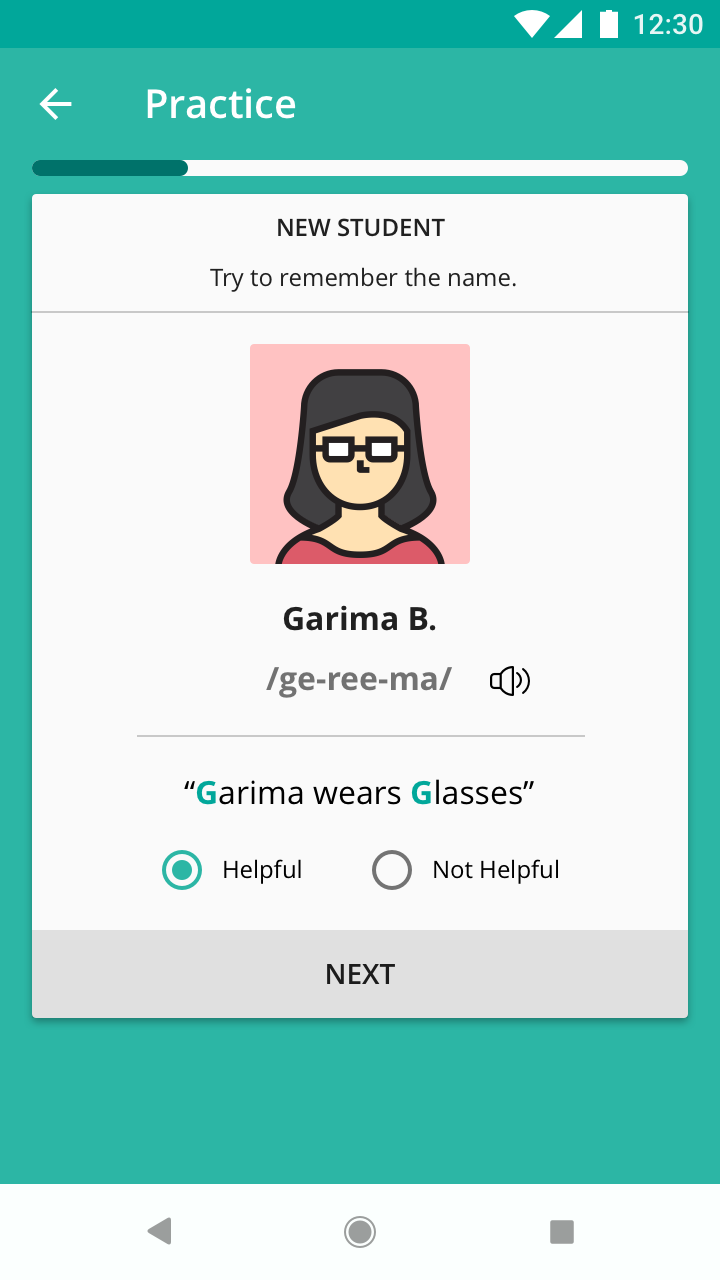 12:30
Practice
NEW STUDENT
Try to remember the name.
Garima B.
/ge-ree-ma/
“Garima wears Glasses”
Helpful Not Helpful
NEXT